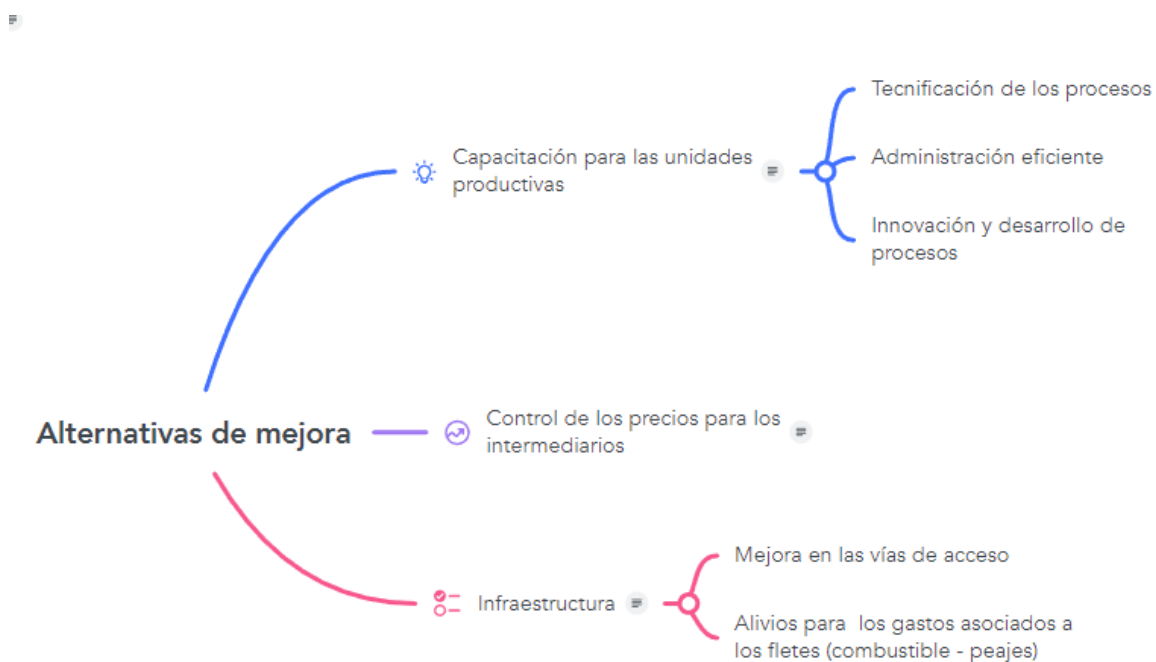 Tecnificación de los procesos
Capacitación para las unidades
productivas
Administración eficiente
Innovación y desarrollo de
procesos
Alternativas de mejora
Control de los precios para los
intermediarios
Infraestructura
Mejora en las vías de acceso
Alivios para  los gastos asociados a
los fletes (combustible - peajes)